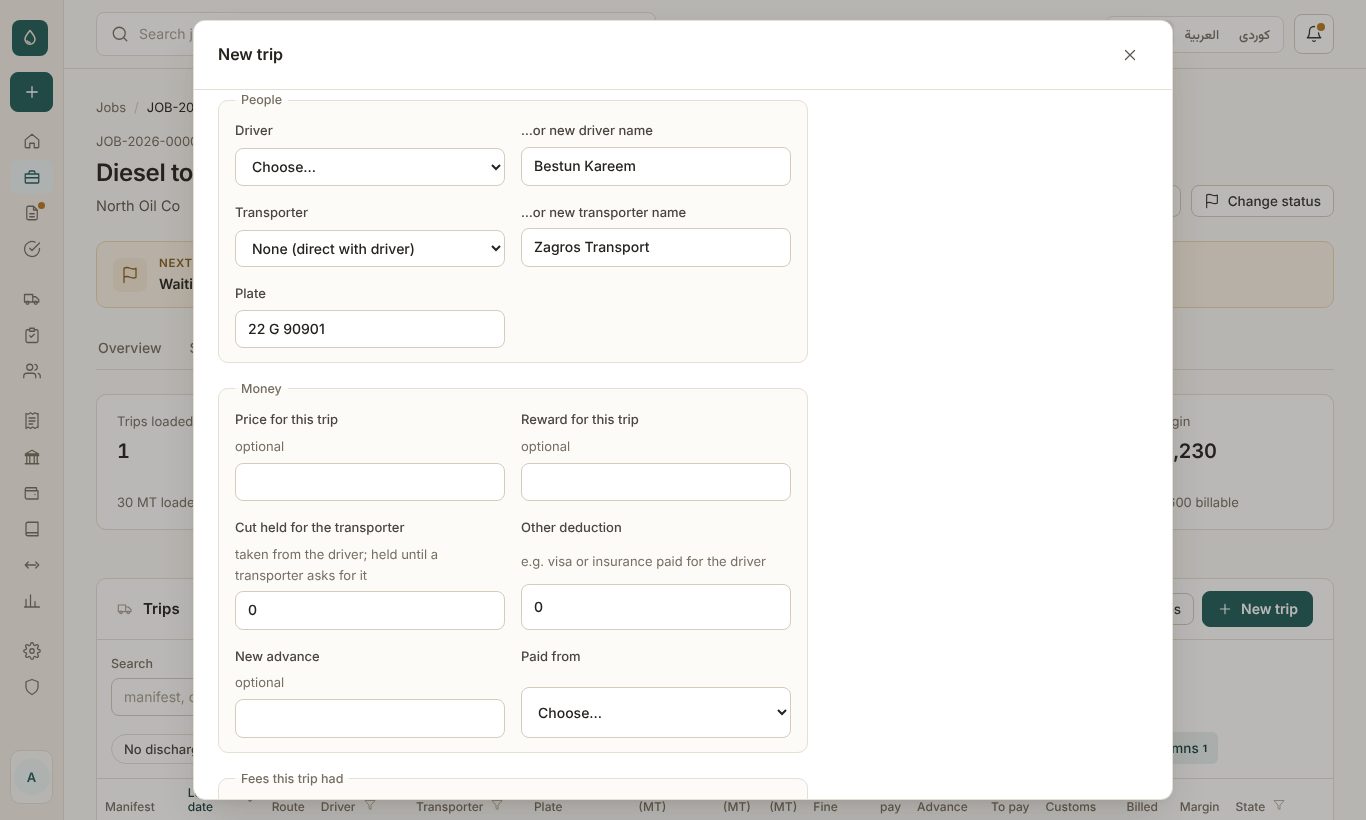 Search j
العربية
كوردی
New trip
Jobs / JOB-20
JOB-2026-0000
Diesel to
North Oil Co
Change status
NEXT
Waiti
Overview
Trips loaded
1
30 MT loade
gin
,230
600 billable
Trips
s
New trip
Search
manifest, c
No discharg
mns 1
People
Driver
...or new driver name
Choose...
Bestun Kareem
Transporter
...or new transporter name
None (direct with driver)
Zagros Transport
Plate
22 G 90901
Money
Price for this trip
Reward for this trip
optional
optional
Cut held for the transporter
Other deduction
taken from the driver; held until a
transporter asks for it
e.g. visa or insurance paid for the driver
0
0
New advance
Paid from
optional
Choose...
Fees this trip had
A
Manifest
date
Route
Driver
Transporter
Plate
(MT)
(MT)
(MT)
Fine
pay
Advance
To pay
Customs
Billed
Margin
State